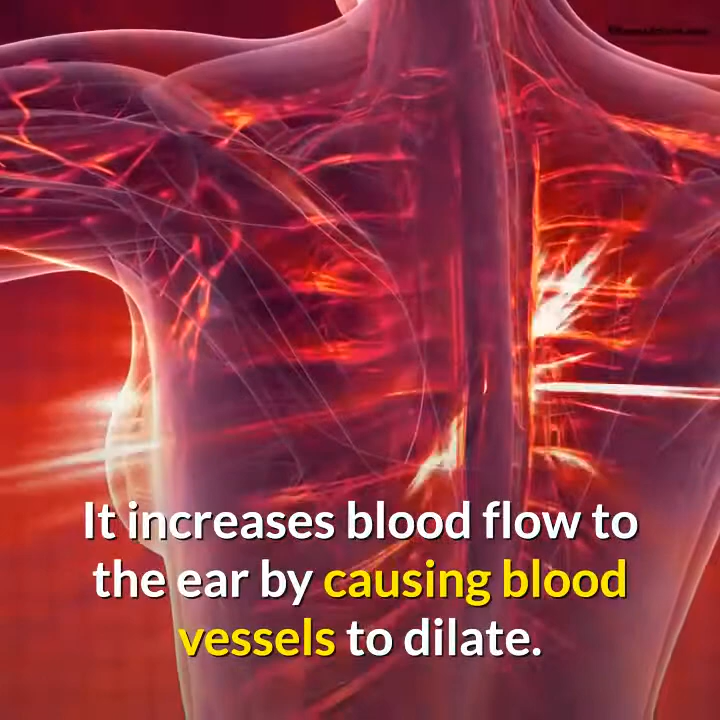 It increases blood flow to
the ear by causing blood
vessels to dilate.